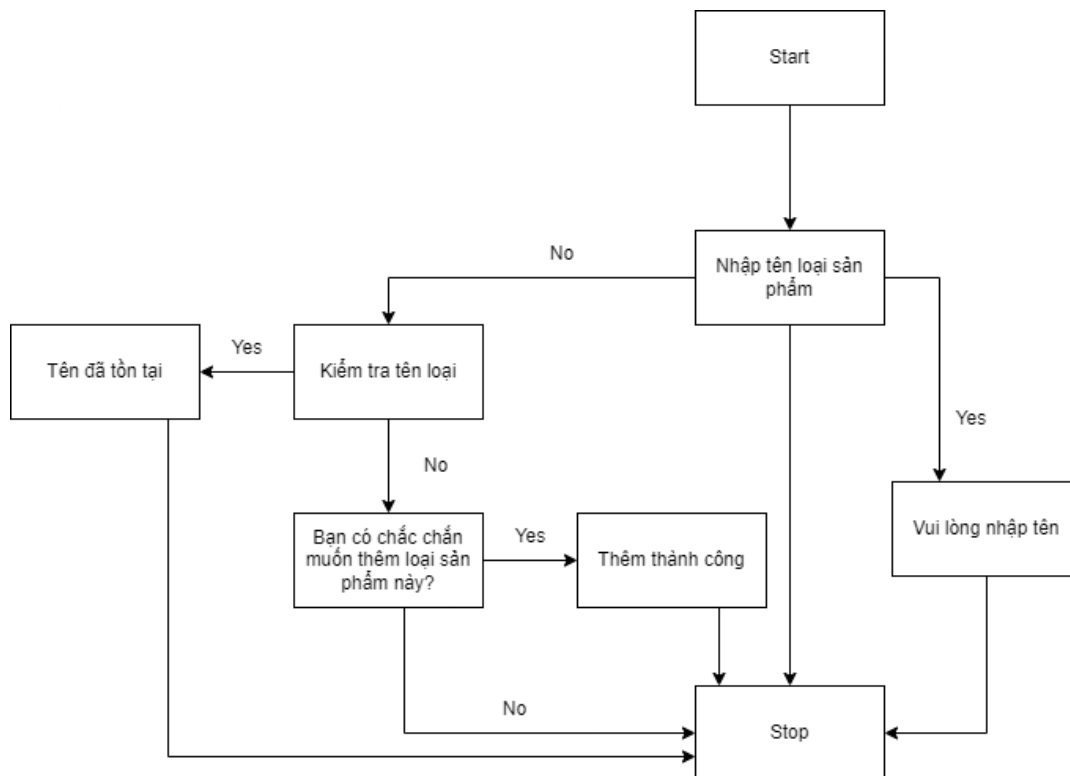 Start
No
Nhập tên loại sản
phẩm
Yes
Tên đã tồn tại
Kiểm tra tên loại
Yes
No
Bạn có chắc chắn
muốn thêm loại sản
phẩm này?
Yes
Thêm thành công
Vui lòng nhập tên
No
Stop